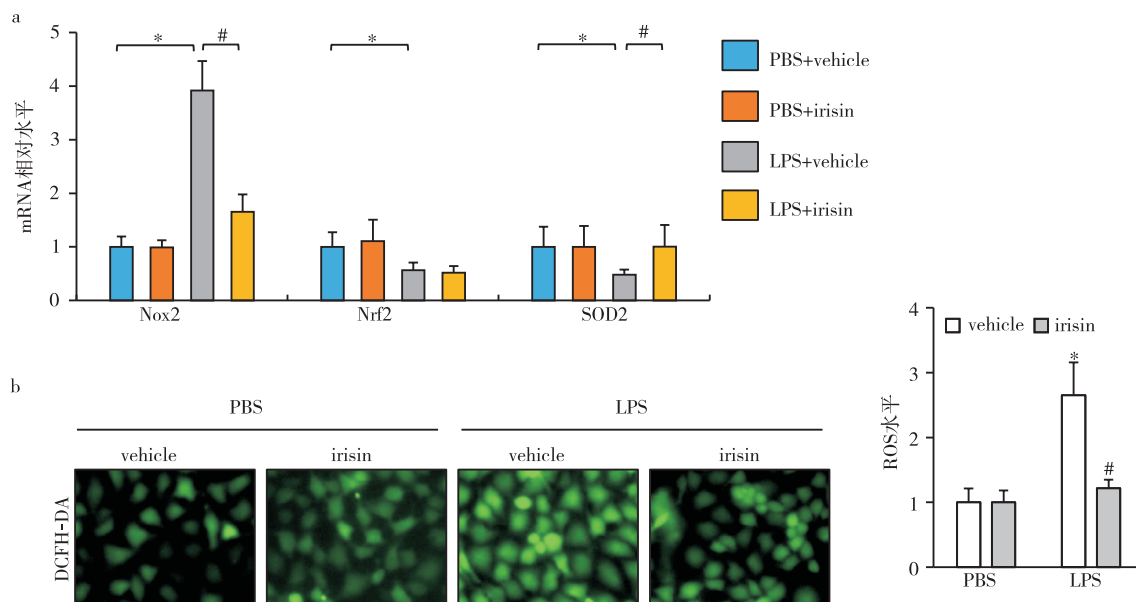 a
mRNA相对水平
5
4
3
2
1
0
* # * * #
Nox2 Nrf2 SOD2
PBS+vehicle
PBS+irisin
LPS+vehicle
LPS+irisin
b
PBS LPS
vehicle irisin vehicle irisin
DCFH-DA
ROS水平
4
3
2
1
0
vehicle irisin
*
#
PBS LPS